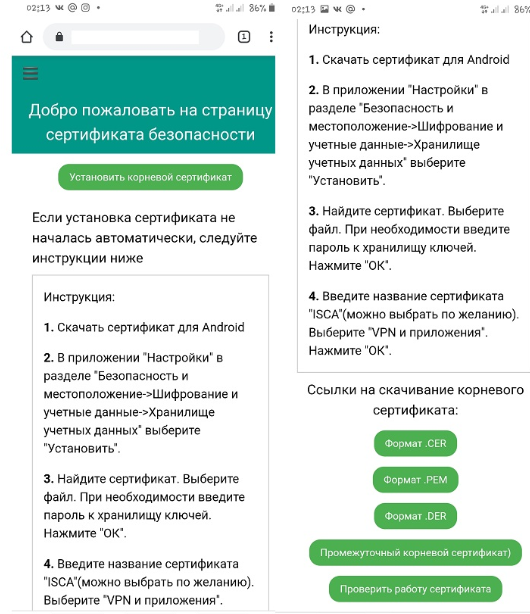 02:13
86%
1
Добро пожаловать на страницу
сертификата безопасности
Установить корневой сертификат
Если установка сертификата не
началась автоматически, следуйте
инструкции ниже
Инструкция:
1. Скачать сертификат для Android
2. В приложении "Настройки" в
разделе "Безопасность и
местоположение->Шифрование и
учетные данные->Хранилище
учетных данных" выберите
"Установить".
3. Найдите сертификат. Выберите
файл. При необходимости введите
пароль к хранилищу ключей.
Нажмите "ОК".
4. Введите название сертификата
"ISCA"(можно выбрать по желанию).
Выберите "VPN и приложения".
02:13
86%
Инструкция:
1. Скачать сертификат для Android
2. В приложении "Настройки" в
разделе "Безопасность и
местоположение->Шифрование и
учетные данные->Хранилище
учетных данных" выберите
"Установить".
3. Найдите сертификат. Выберите
файл. При необходимости введите
пароль к хранилищу ключей.
Нажмите "ОК".
4. Введите название сертификата
"ISCA"(можно выбрать по желанию).
Выберите "VPN и приложения".
Нажмите "ОК".
Ссылки на скачивание корневого
сертификата:
Формат .CER
Формат .PEM
Формат .DER
Промежуточный корневой сертификат)
Проверить работу сертификата